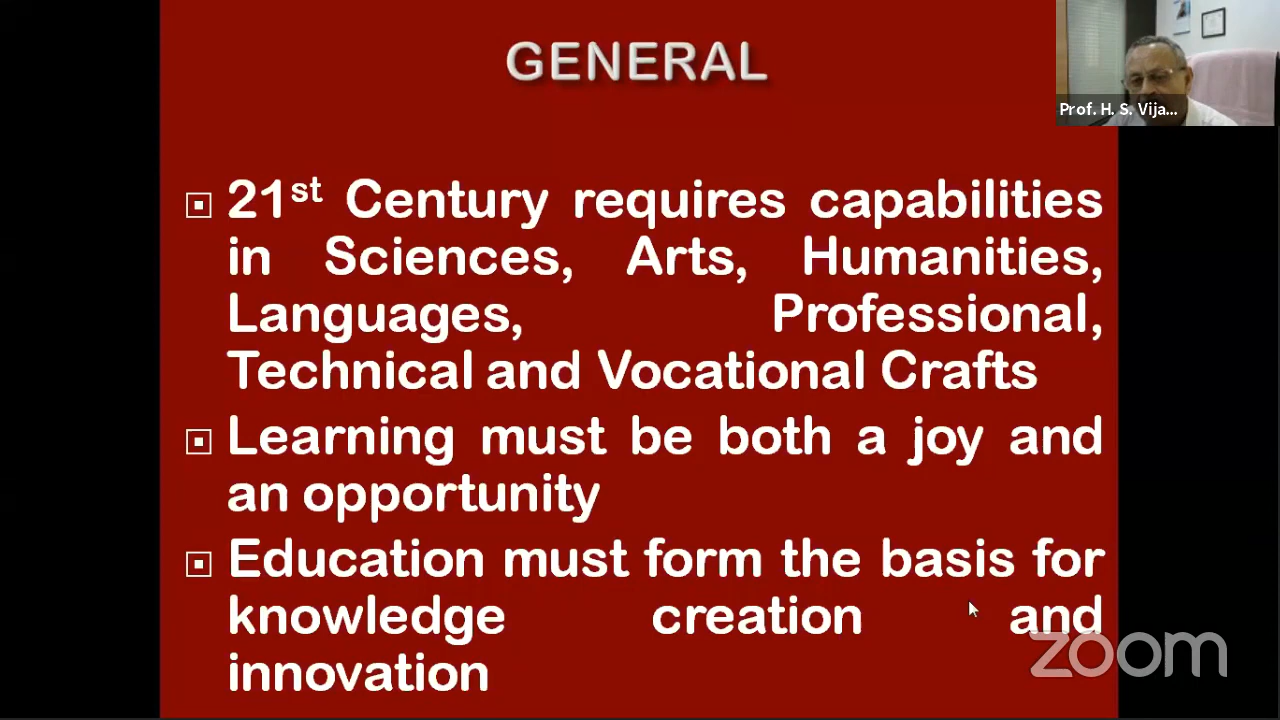 GENERAL
Prof. H. S. Vija...
21st Century requires capabilities
in Sciences, Arts, Humanities,
Languages, Professional,
Technical and Vocational Crafts
Learning must be both a joy and
an opportunity
Education must form the basis for
knowledge creation and
innovation
zoom